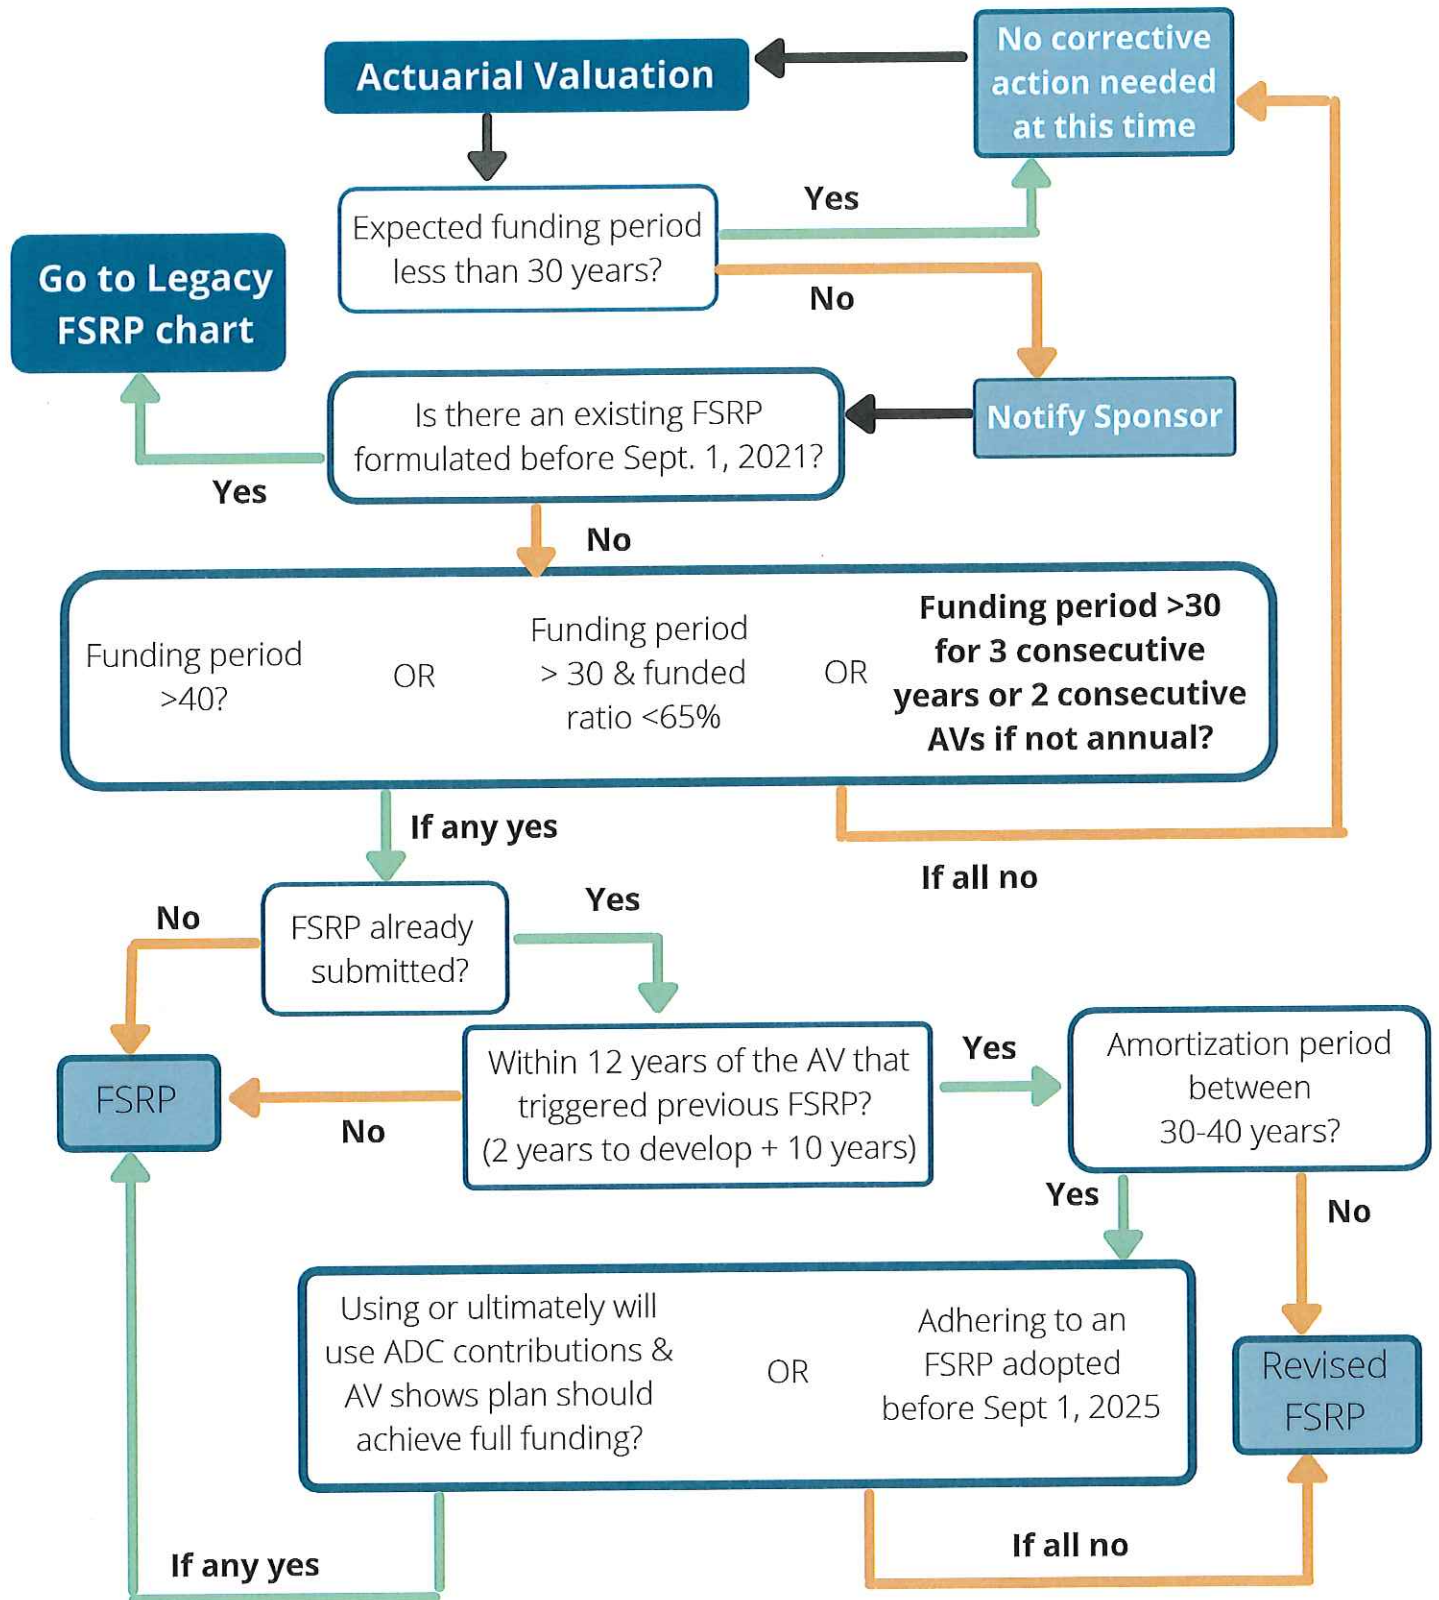 No corrective
action needed
at this time
Actuarial Valuation
Yes
Expected funding period
less than 30 years?
No
Go to Legacy
FSRP chart
Is there an existing FSRP
formulated before Sept. 1, 2021?
Notify Sponsor
Yes
No
Funding period
>40?
OR
Funding period
> 30 & funded
ratio <65%
OR
Funding period >30
for 3 consecutive
years or 2 consecutive
AVs if not annual?
If any yes
If all no
No
FSRP already
submitted?
Yes
FSRP
No
Within 12 years of the AV that
triggered previous FSRP?
(2 years to develop + 10 years)
Yes
Amortization period
between
30-40 years?
Yes
No
Using or ultimately will
use ADC contributions &
AV shows plan should
achieve full funding?
OR
Adhering to an
FSRP adopted
before Sept 1, 2025
Revised
FSRP
If any yes
If all no